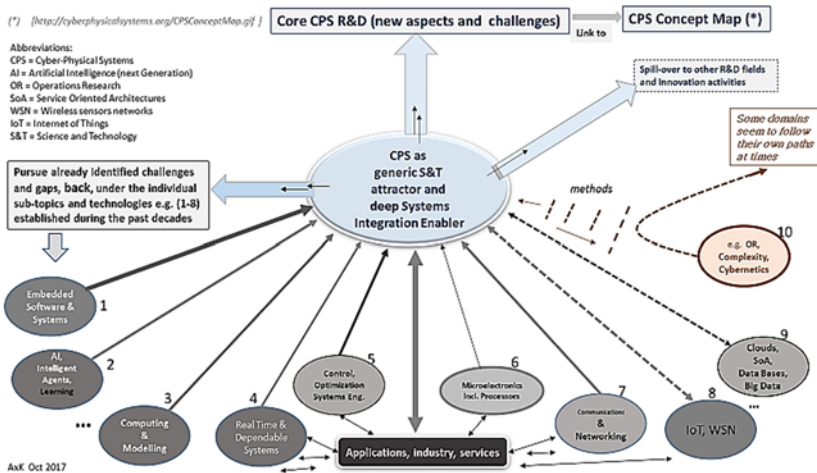 (*) [http://cyberphysicalsystems.org/CPSConceptMap.gif ]
Core CPS R&D (new aspects and challenges)
Link to
CPS Concept Map (*)
Abbreviations:
CPS = Cyber-Physical Systems
AI = Artificial Intelligence (next Generation)
OR = Operations Research
SoA = Service Oriented Architectures
WSN = Wireless sensors networks
IoT = Internet of Things
S&T = Science and Technology
Spill-over to other R&D fields
and Innovation activities
Some domains
seem to follow
their own paths
at times
Pursue already identified challenges
and gaps, back, under the individual
sub-topics and technologies e.g. (1-8)
established during the past decades
CPS as
generic S&T
attractor and
deep Systems
Integration Enabler
methods
10
e.g. OR,
Complexity,
Cybernetics
Embedded
Software &
Systems
1
AI,
Intelligent
Agents,
Learning
2
...
Computing
&
Modelling
3
Real Time &
Dependable
Systems
4
Control,
Optimization
Systems Eng.
5
Microelectronics
Incl. Processors
6
Communications
&
Networking
7
IoT, WSN
8
Clouds,
SoA,
Data Bases,
Big Data
9
...
Applications, industry, services
AxK Oct 2017